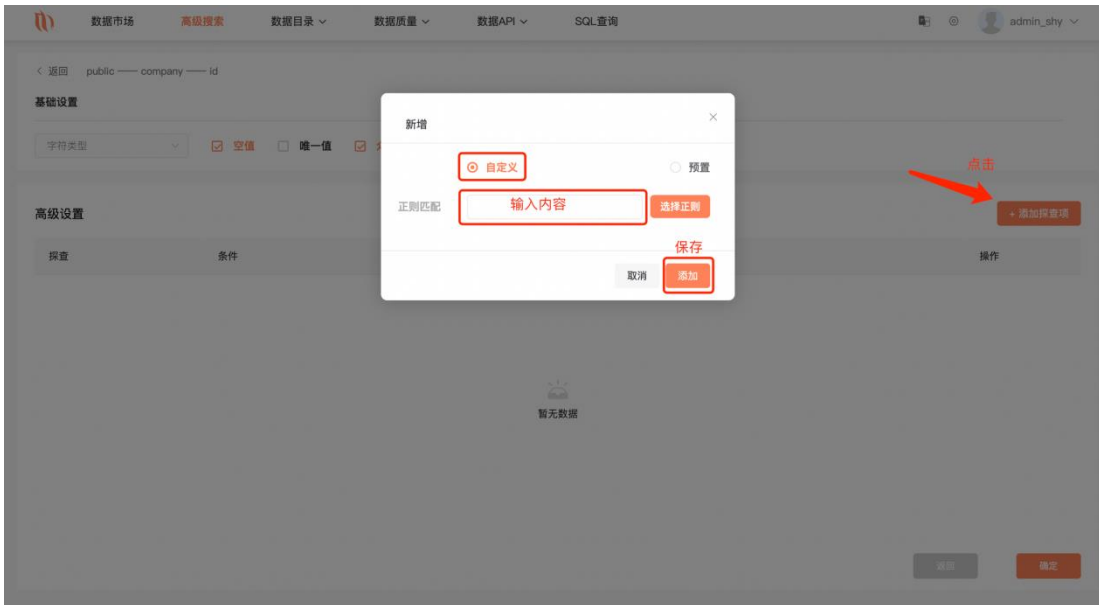 数据市场 高级搜索 数据目录 数据质量 数据API SQL查询 admin_shy
返回 public —— company —— id
基础设置
新增
字符类型 空值 唯一值
自定义 预置
点击
正则匹配 输入内容 选择正则
高级设置 + 添加探查项
保存
探查 条件 操作
取消 添加
暂无数据
返回 确定